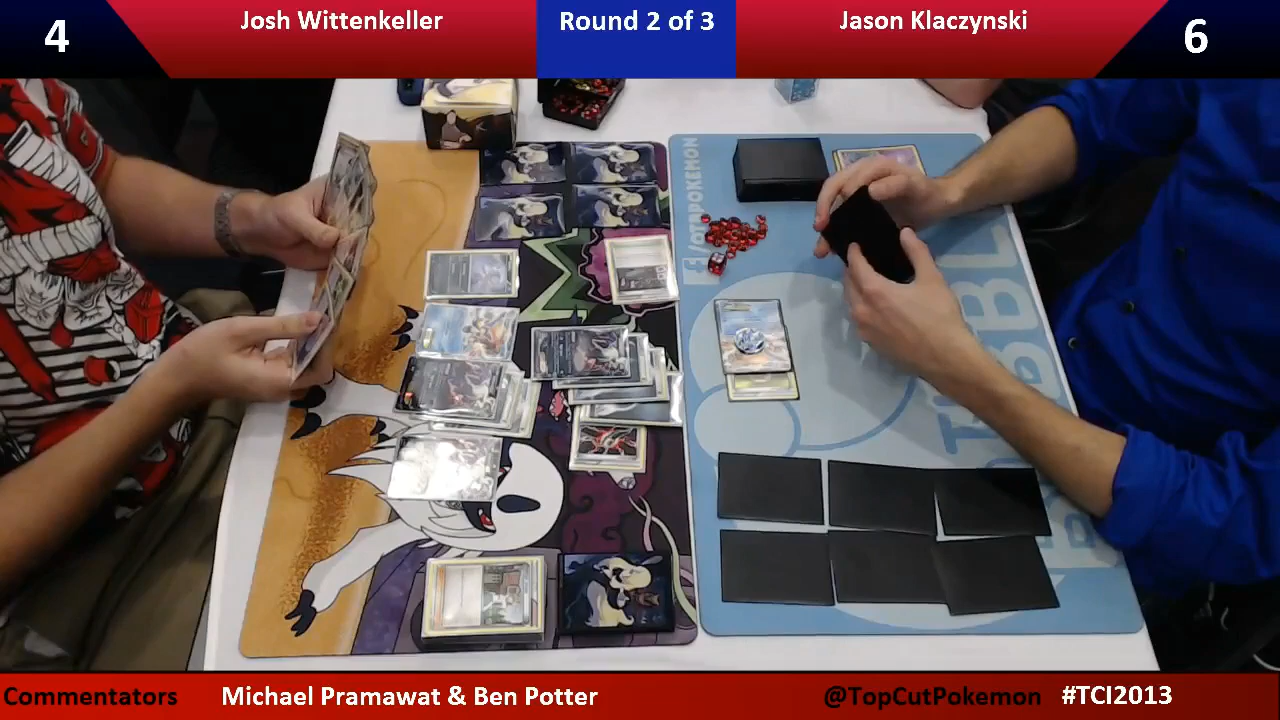 4
Josh Wittenkeller
Round 2 of 3
Jason Klaczynski
6
Commentators
Michael Pramawat & Ben Potter
@TopCutPokemon
#TCI2013